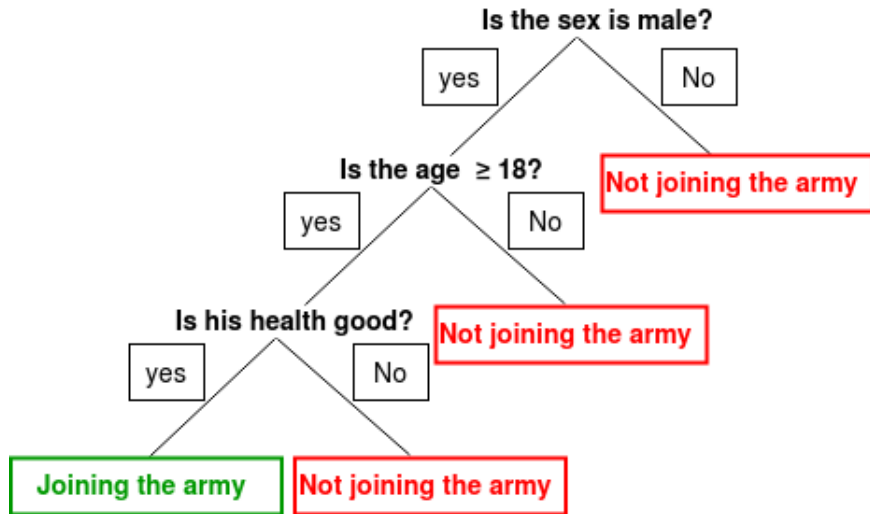 Is the sex is male?
yes
No
Is the age ≥ 18?
Not joining the army
yes
No
Is his health good?
Not joining the army
yes
No
Joining the army
Not joining the army